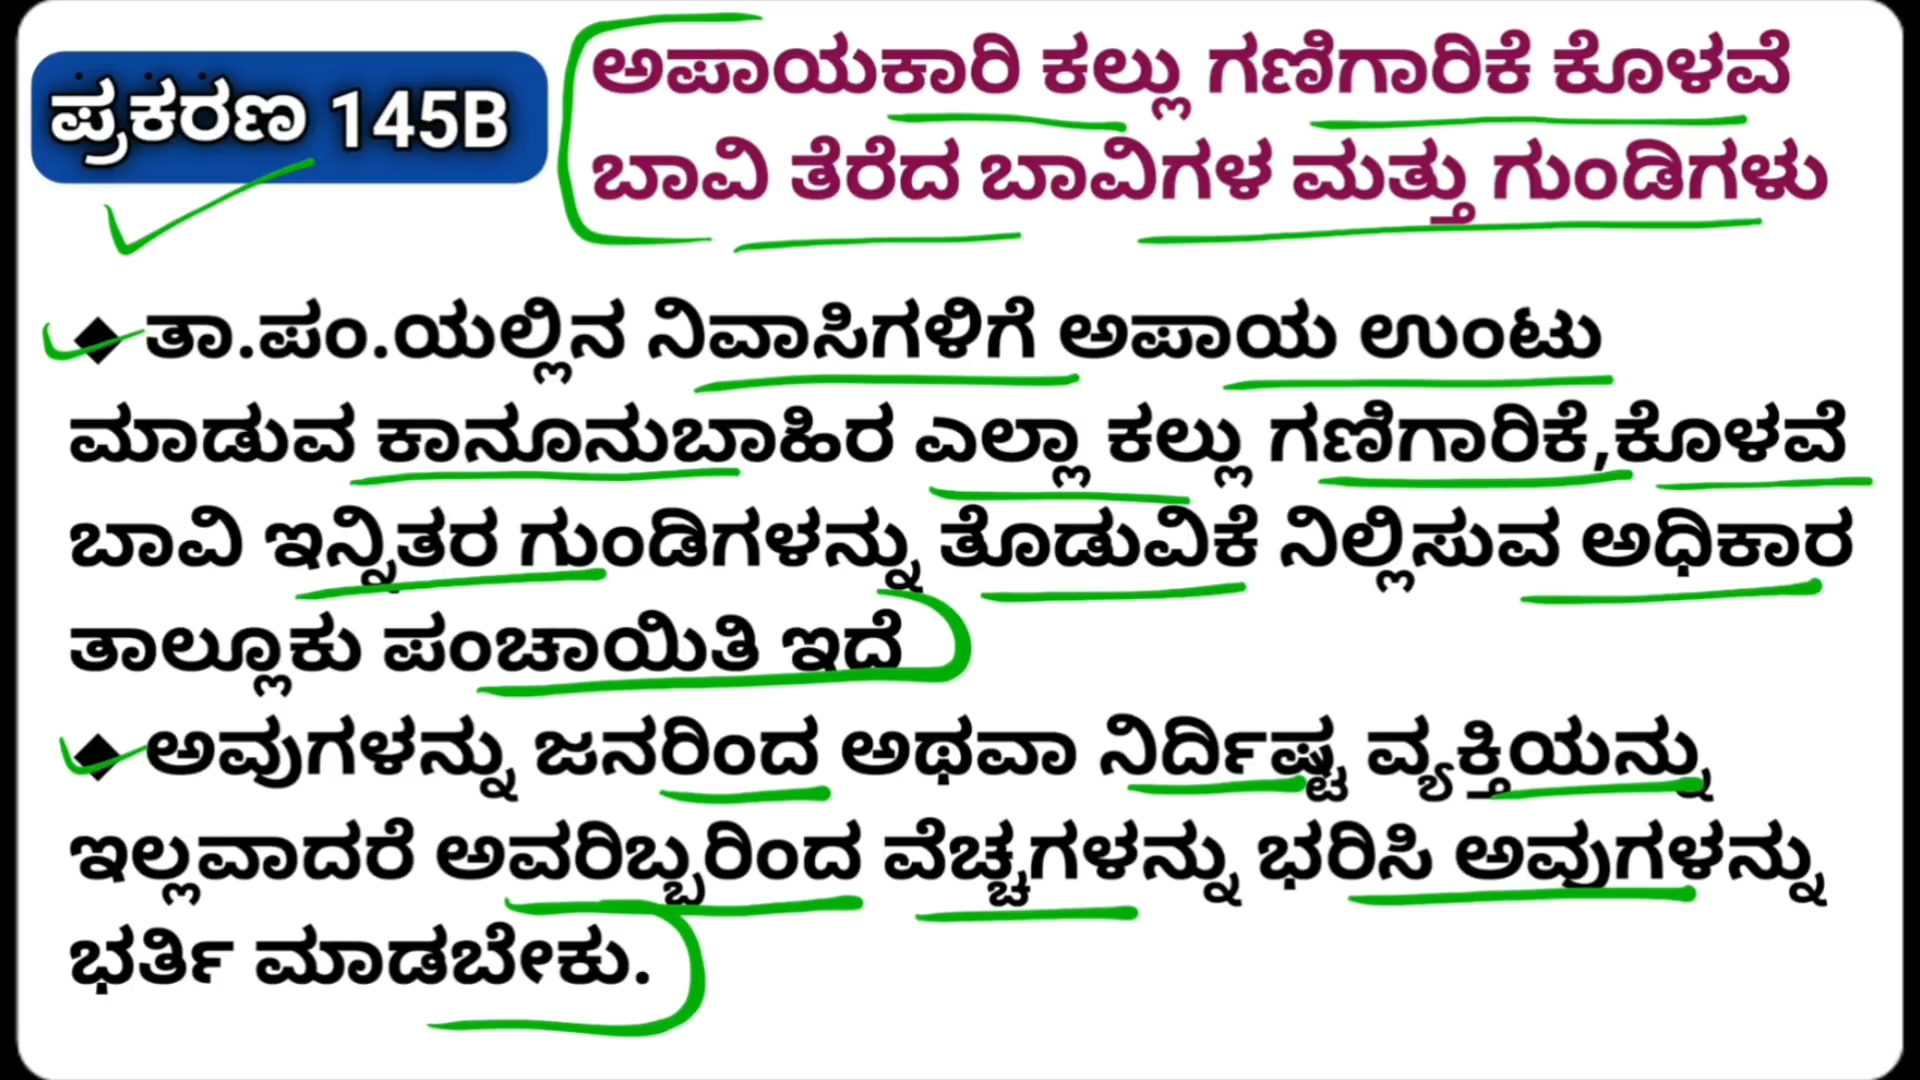 ಪ್ರಕರಣ 145B
ಅಪಾಯಕಾರಿ ಕಲ್ಲು ಗಣಿಗಾರಿಕೆ ಕೊಳವೆ
ಬಾವಿ ತೆರೆದ ಬಾವಿಗಳ ಮತ್ತು ಗುಂಡಿಗಳು
◆ ತಾ.ಪಂ.ಯಲ್ಲಿನ ನಿವಾಸಿಗಳಿಗೆ ಅಪಾಯ ಉಂಟು
ಮಾಡುವ ಕಾನೂನುಬಾಹಿರ ಎಲ್ಲಾ ಕಲ್ಲು ಗಣಿಗಾರಿಕೆ,ಕೊಳವೆ
ಬಾವಿ ಇನ್ನಿತರ ಗುಂಡಿಗಳನ್ನು ತೊಡುವಿಕೆ ನಿಲ್ಲಿಸುವ ಅಧಿಕಾರ
ತಾಲ್ಲೂಕು ಪಂಚಾಯಿತಿ ಇದೆ
◆ ಅವುಗಳನ್ನು ಜನರಿಂದ ಅಥವಾ ನಿರ್ದಿಷ್ಟ ವ್ಯಕ್ತಿಯನ್ನು
ಇಲ್ಲವಾದರೆ ಅವರಿಬ್ಬರಿಂದ ವೆಚ್ಚಗಳನ್ನು ಭರಿಸಿ ಅವುಗಳನ್ನು
ಭರ್ತಿ ಮಾಡಬೇಕು.